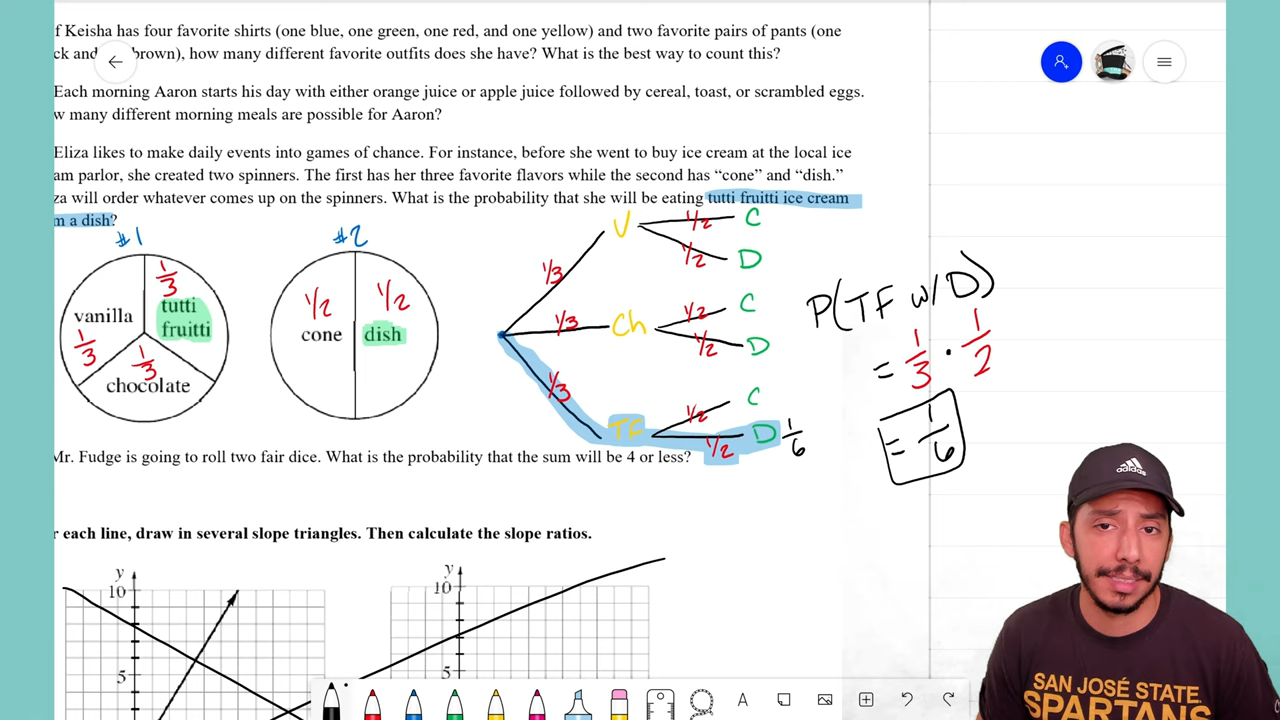 f Keisha has four favorite shirts (one blue, one green, one red, and one yellow) and two favorite pairs of pants (one
ck and brown), how many different favorite outfits does she have? What is the best way to count this?
Each morning Aaron starts his day with either orange juice or apple juice followed by cereal, toast, or scrambled eggs.
w many different morning meals are possible for Aaron?
Eliza likes to make daily events into games of chance. For instance, before she went to buy ice cream at the local ice
am parlor, she created two spinners. The first has her three favorite flavors while the second has “cone” and “dish.”
za will order whatever comes up on the spinners. What is the probability that she will be eating tutti fruitti ice cream
m a dish?
#1
#2
1/3
tutti
fruitti
vanilla
1/3
1/3
chocolate
1/2
1/2
cone
dish
1/3
V
1/2
C
1/2
D
1/3
Ch
1/2
C
1/2
D
1/3
TF
1/2
C
1/2
D
1/6
P(TF w/ D)
= 1/3 · 1/2
= 1/6
Mr. Fudge is going to roll two fair dice. What is the probability that the sum will be 4 or less?
r each line, draw in several slope triangles. Then calculate the slope ratios.
y
10
5
y
10
5
A
adidas
SAN JOSÉ STATE
SPARTANS